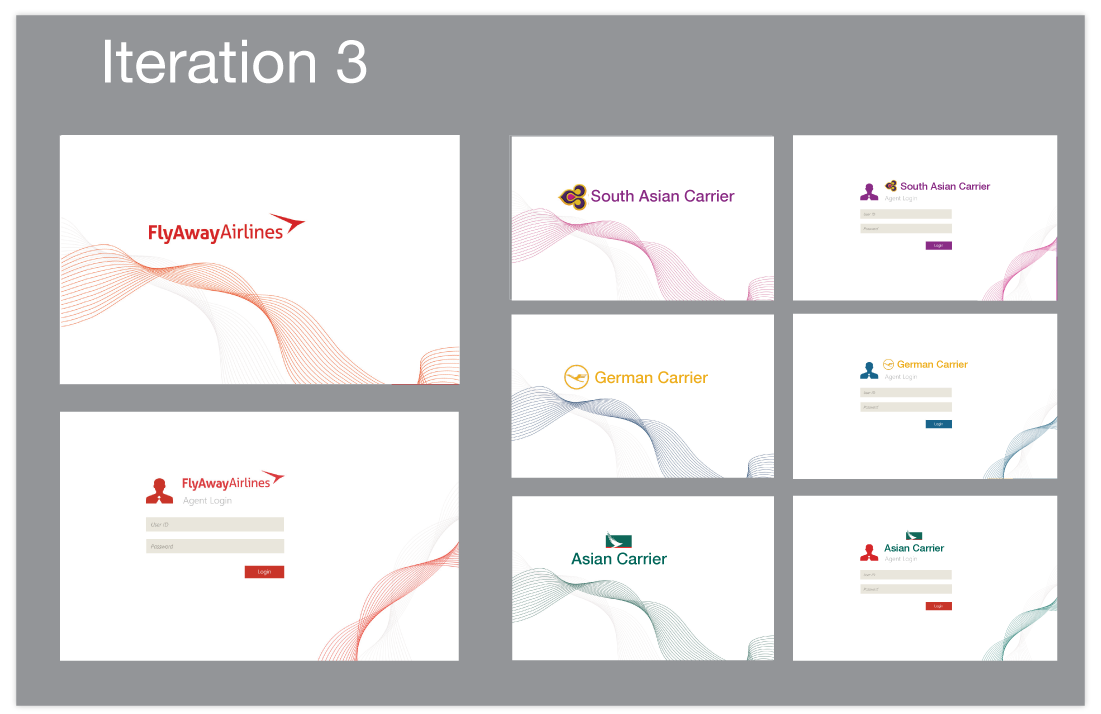 Iteration 3
FlyAwayAirlines
FlyAwayAirlines
Agent Login
User ID
Password
Login
South Asian Carrier
South Asian Carrier
Agent Login
User ID
Password
Login
German Carrier
German Carrier
Agent Login
User ID
Password
Login
Asian Carrier
Asian Carrier
Agent Login
User ID
Password
Login